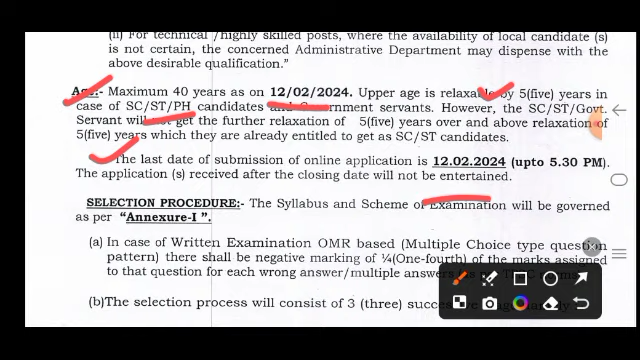 (ii) For technical /highly skilled posts, where the availability of local candidate (s)
is not certain, the concerned Administrative Department may dispense with the
above desirable qualification."
Age:- Maximum 40 years as on 12/02/2024. Upper age is relaxable by 5(five) years in
case of SC/ST/PH candidates and Government servants. However, the SC/ST/Govt.
Servant will not get the further relaxation of 5(five) years over and above relaxation of
5(five) years which they are already entitled to get as SC/ST candidates.
The last date of submission of online application is 12.02.2024 (upto 5.30 PM).
The application (s) received after the closing date will not be entertained.
SELECTION PROCEDURE:- The Syllabus and Scheme of Examination will be governed
as per "Annexure-I ".
(a) In case of Written Examination OMR based (Multiple Choice type question
pattern) there shall be negative marking of ¼(One-fourth) of the marks assigned
to that question for each wrong answer/multiple answers
(b)The selection process will consist of 3 (three)